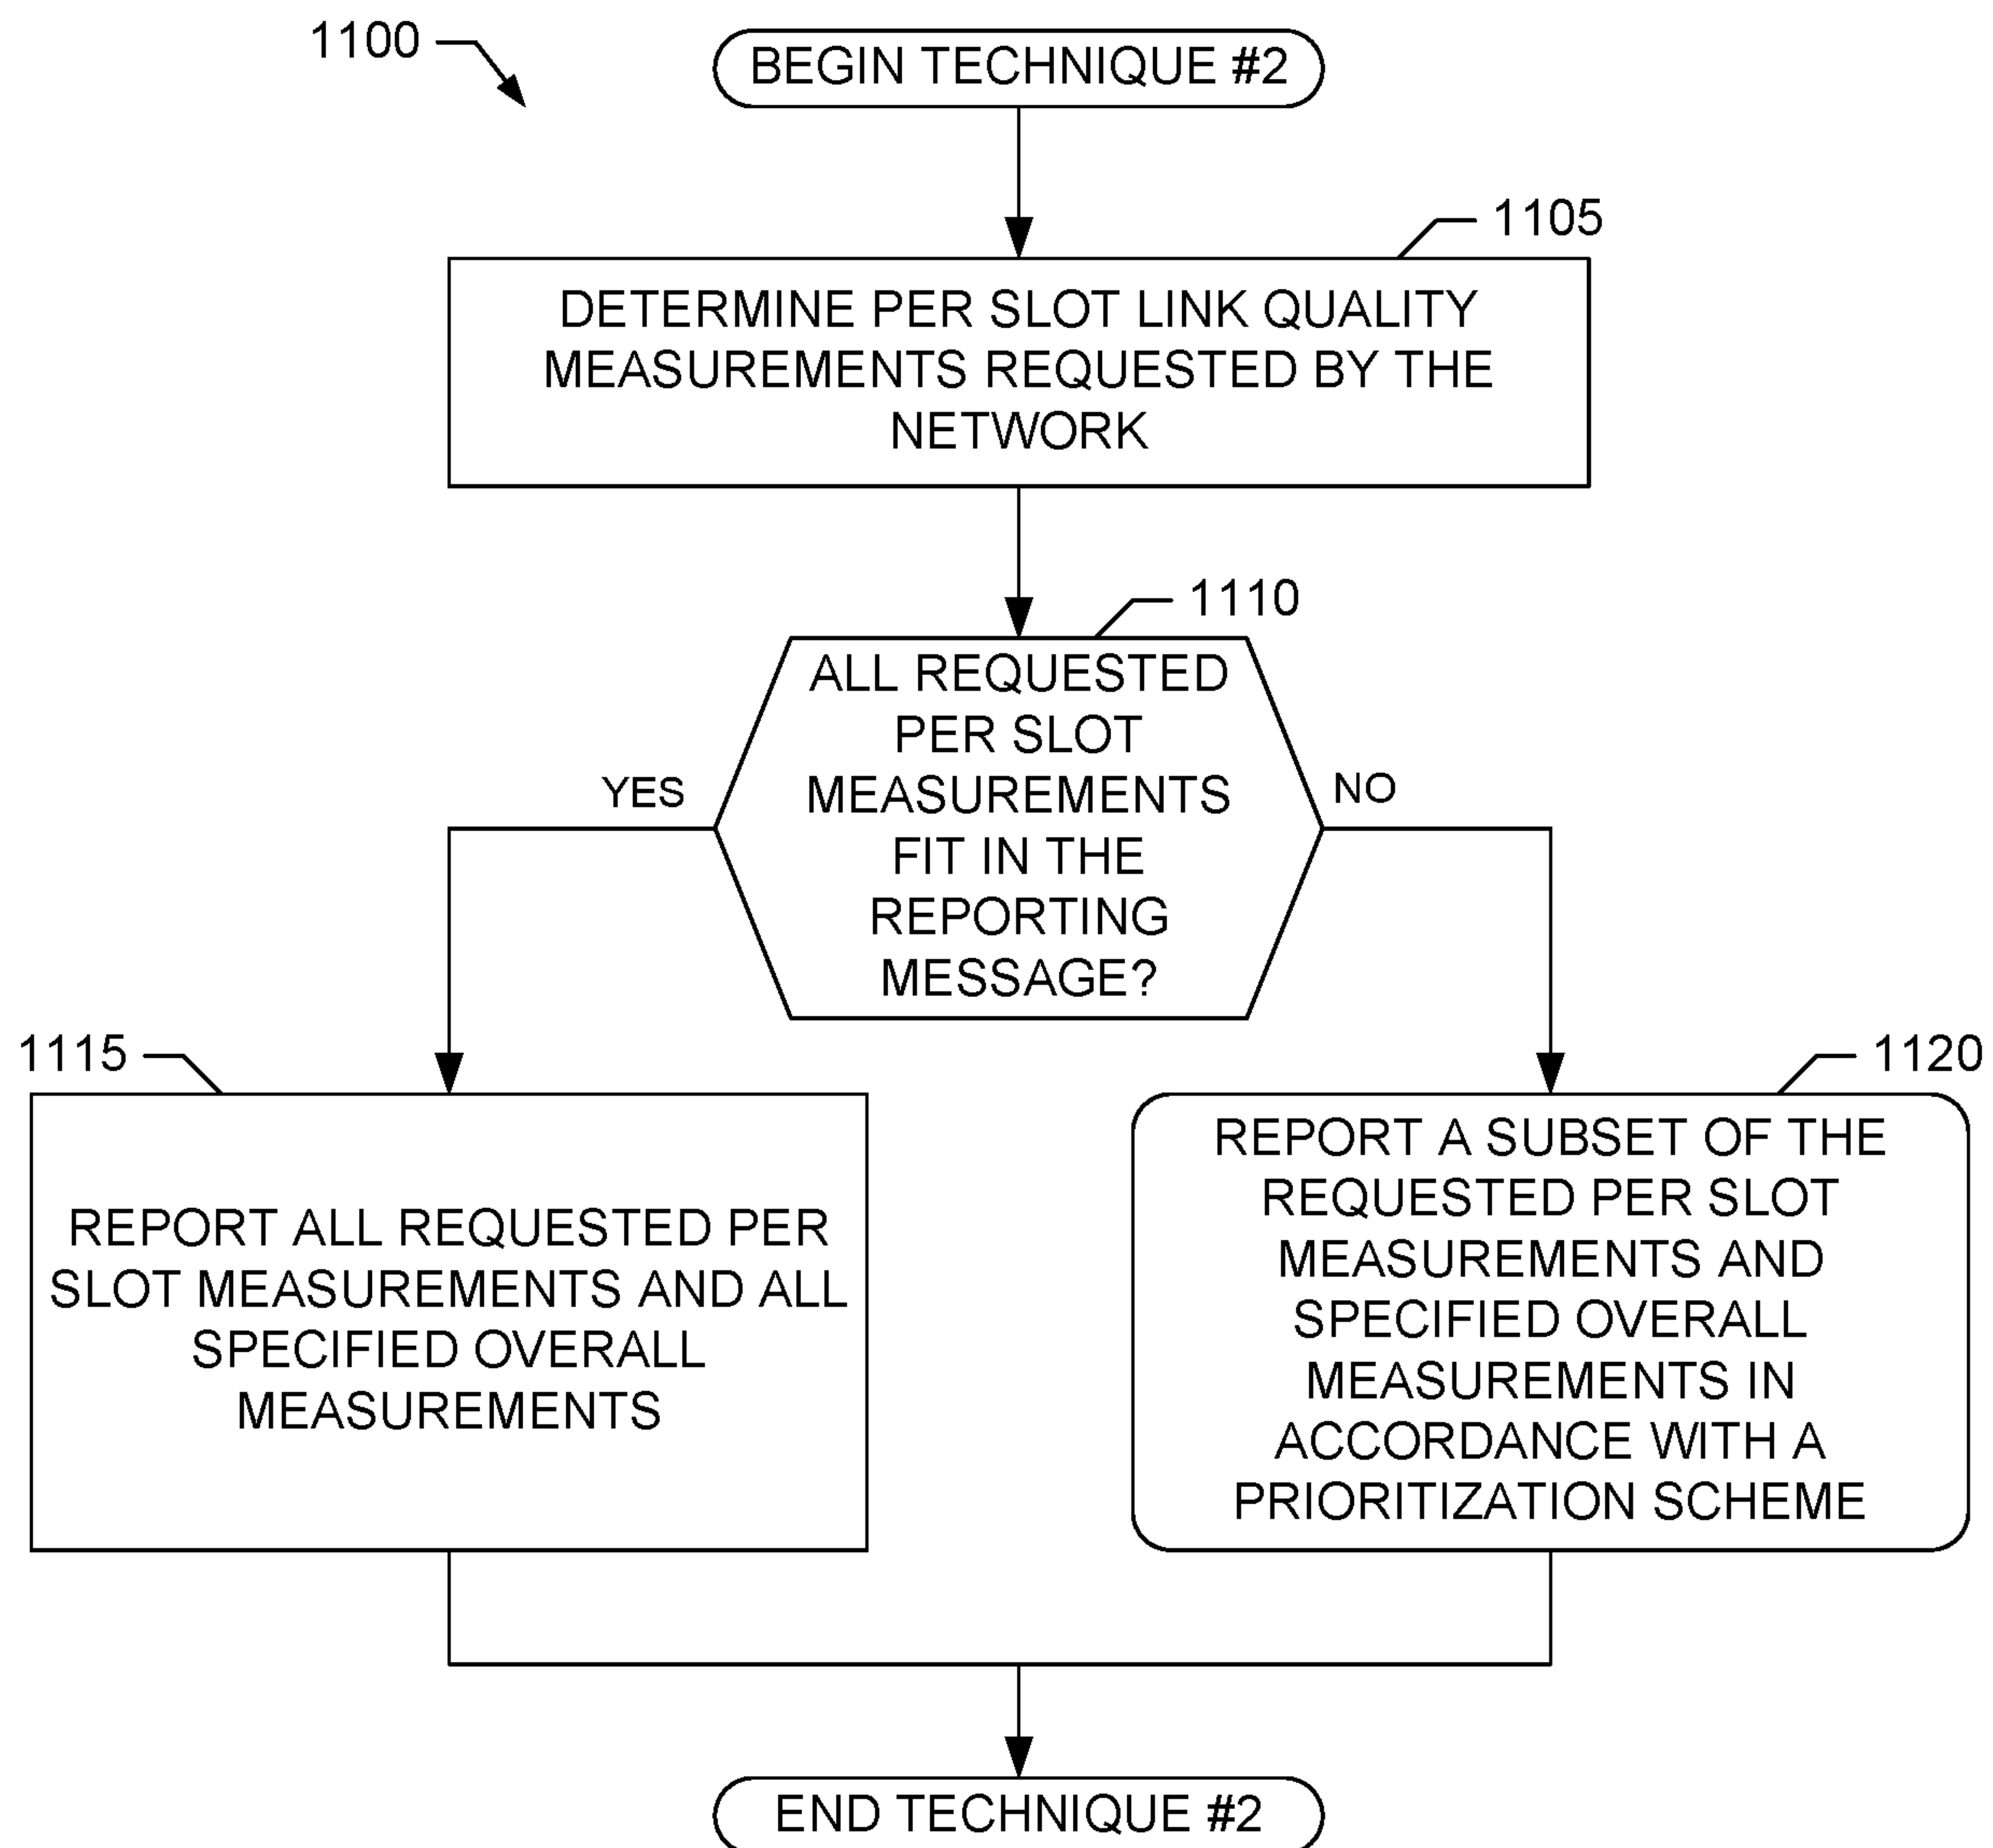 1100
BEGIN TECHNIQUE #2
1105
DETERMINE PER SLOT LINK QUALITY
MEASUREMENTS REQUESTED BY THE
NETWORK
1110
ALL REQUESTED
PER SLOT
MEASUREMENTS
FIT IN THE
REPORTING
MESSAGE?
YES
NO
1115
REPORT ALL REQUESTED PER
SLOT MEASUREMENTS AND ALL
SPECIFIED OVERALL
MEASUREMENTS
1120
REPORT A SUBSET OF THE
REQUESTED PER SLOT
MEASUREMENTS AND
SPECIFIED OVERALL
MEASUREMENTS IN
ACCORDANCE WITH A
PRIORITIZATION SCHEME
END TECHNIQUE #2